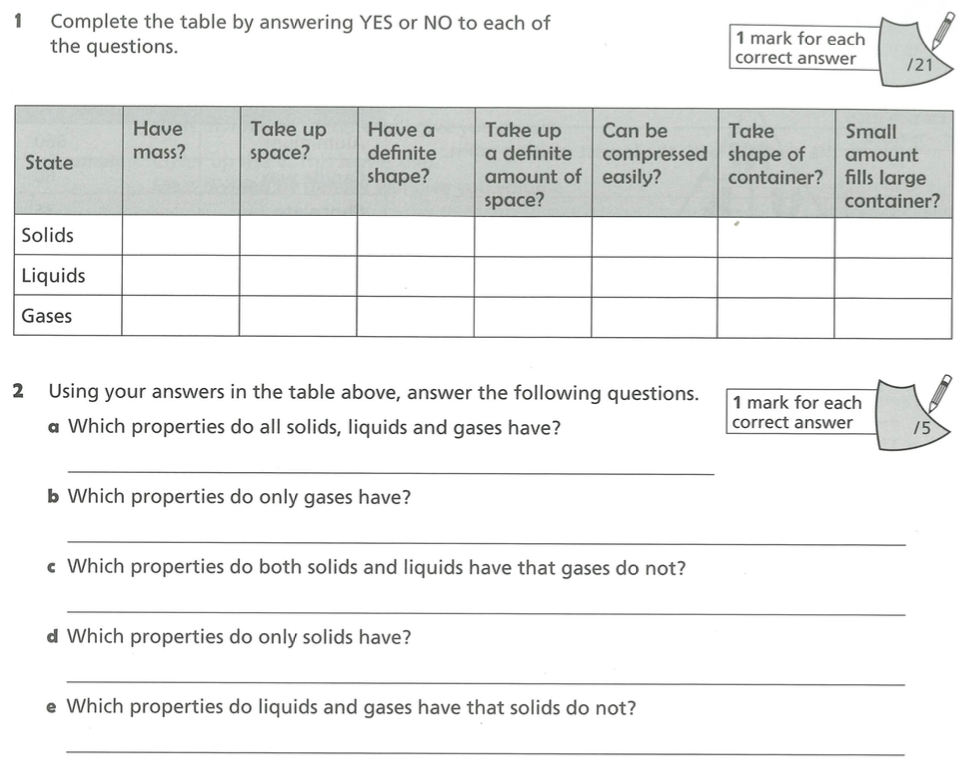 1 Complete the table by answering YES or NO to each of
the questions.
1 mark for each
correct answer
/21
State
Have
mass?
Take up
space?
Have a
definite
shape?
Take up
a definite
amount of
space?
Can be
compressed
easily?
Take
shape of
container?
Small
amount
fills large
container?
Solids
Liquids
Gases
2 Using your answers in the table above, answer the following questions.
1 mark for each
correct answer
/5
a Which properties do all solids, liquids and gases have?
b Which properties do only gases have?
c Which properties do both solids and liquids have that gases do not?
d Which properties do only solids have?
e Which properties do liquids and gases have that solids do not?